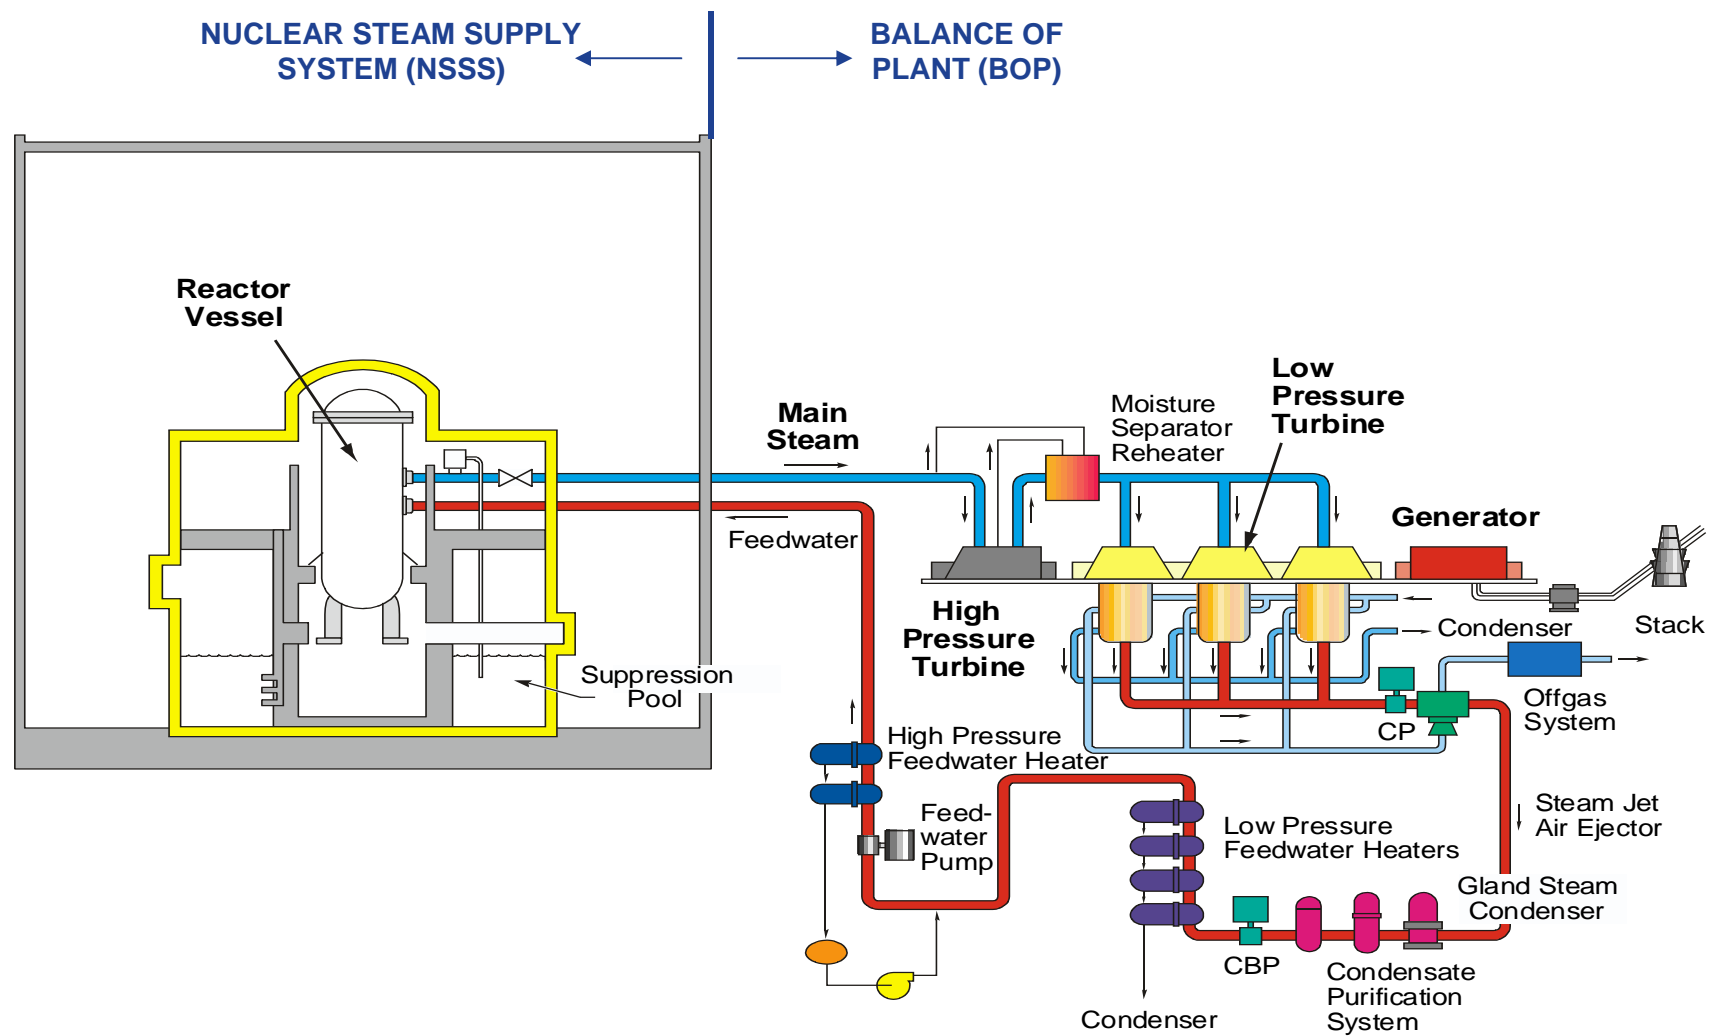 NUCLEAR STEAM SUPPLY
SYSTEM (NSSS)
BALANCE OF
PLANT (BOP)
Reactor
Vessel
Main
Steam
Feedwater
Suppression
Pool
Moisture
Separator
Reheater
Low
Pressure
Turbine
Generator
High
Pressure
Turbine
Condenser
Stack
Offgas
System
CP
High Pressure
Feedwater Heater
Feed-
water
Pump
Low Pressure
Feedwater Heaters
Steam Jet
Air Ejector
Gland Steam
Condenser
CBP
Condensate
Purification
System
Condenser